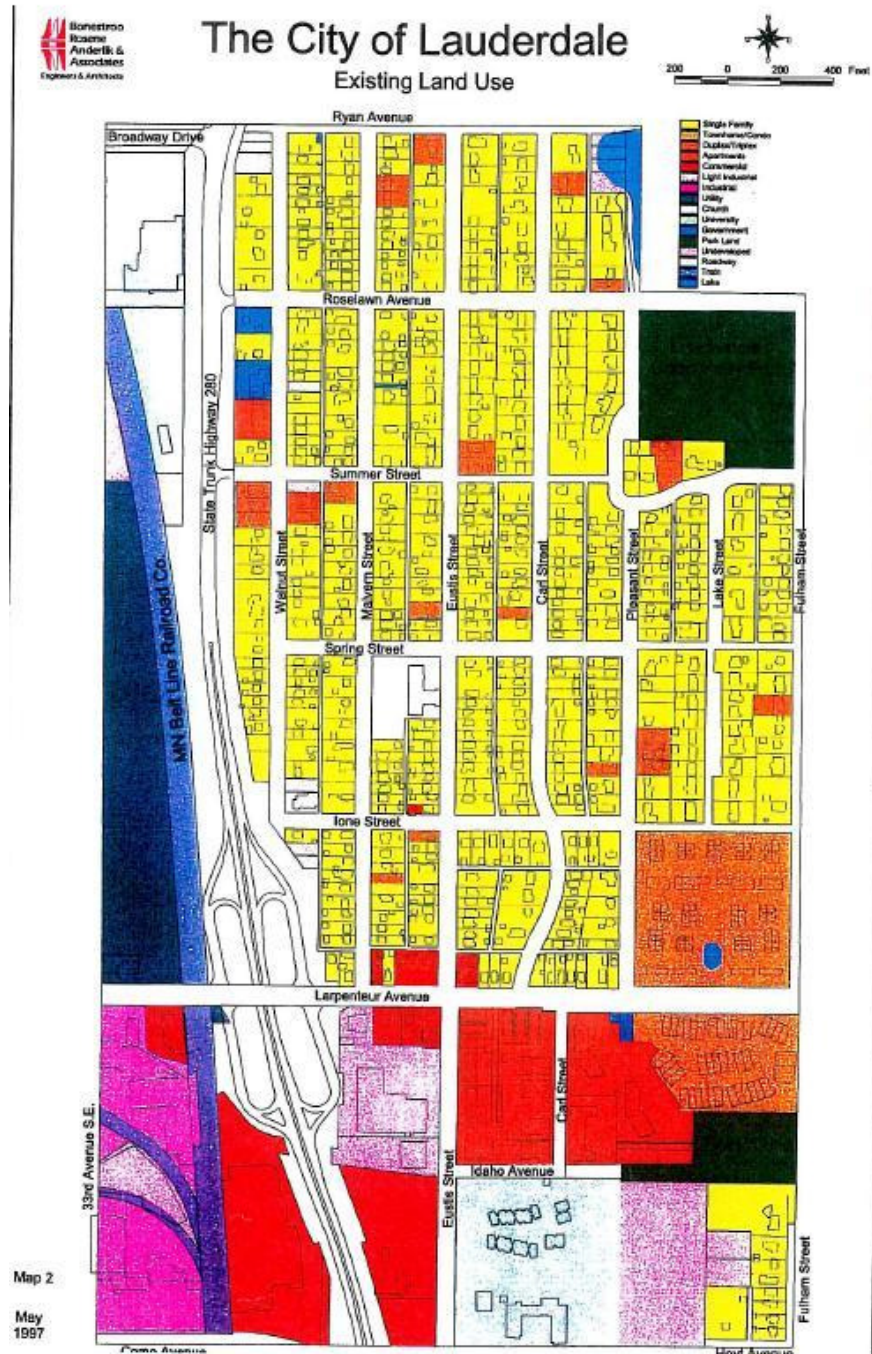 Bonestroo
Rosene
Anderlik &
Associates
Engineers & Architects
The City of Lauderdale
Existing Land Use
200 0 200 400 Feet
Ryan Avenue
Broadway Drive
Single Family
Townhome/Condo
Duplex/Triplex
Apartments
Commercial
Light Industrial
Industrial
Utility
Church
University
Government
Park Land
Undeveloped
Roadway
Train
Lake
Roselawn Avenue
State Trunk Highway 280
Summer Street
Walnut Street
Malvern Street
Eustis Street
Carl Street
Pleasant Street
Lake Street
Fulham Street
MN Belt Line Railroad Co.
Spring Street
Ione Street
Larpenteur Avenue
33rd Avenue S.E.
Carl Street
Eustis Street
Idaho Avenue
Fulham Street
Map 2
May
1997
Como Avenue
Hoyt Avenue